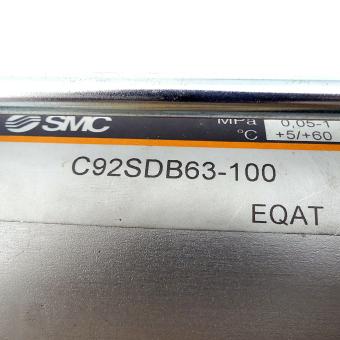 SMC MPa 0,05-1
°C +5/+60
C92SDB63-100
EQAT